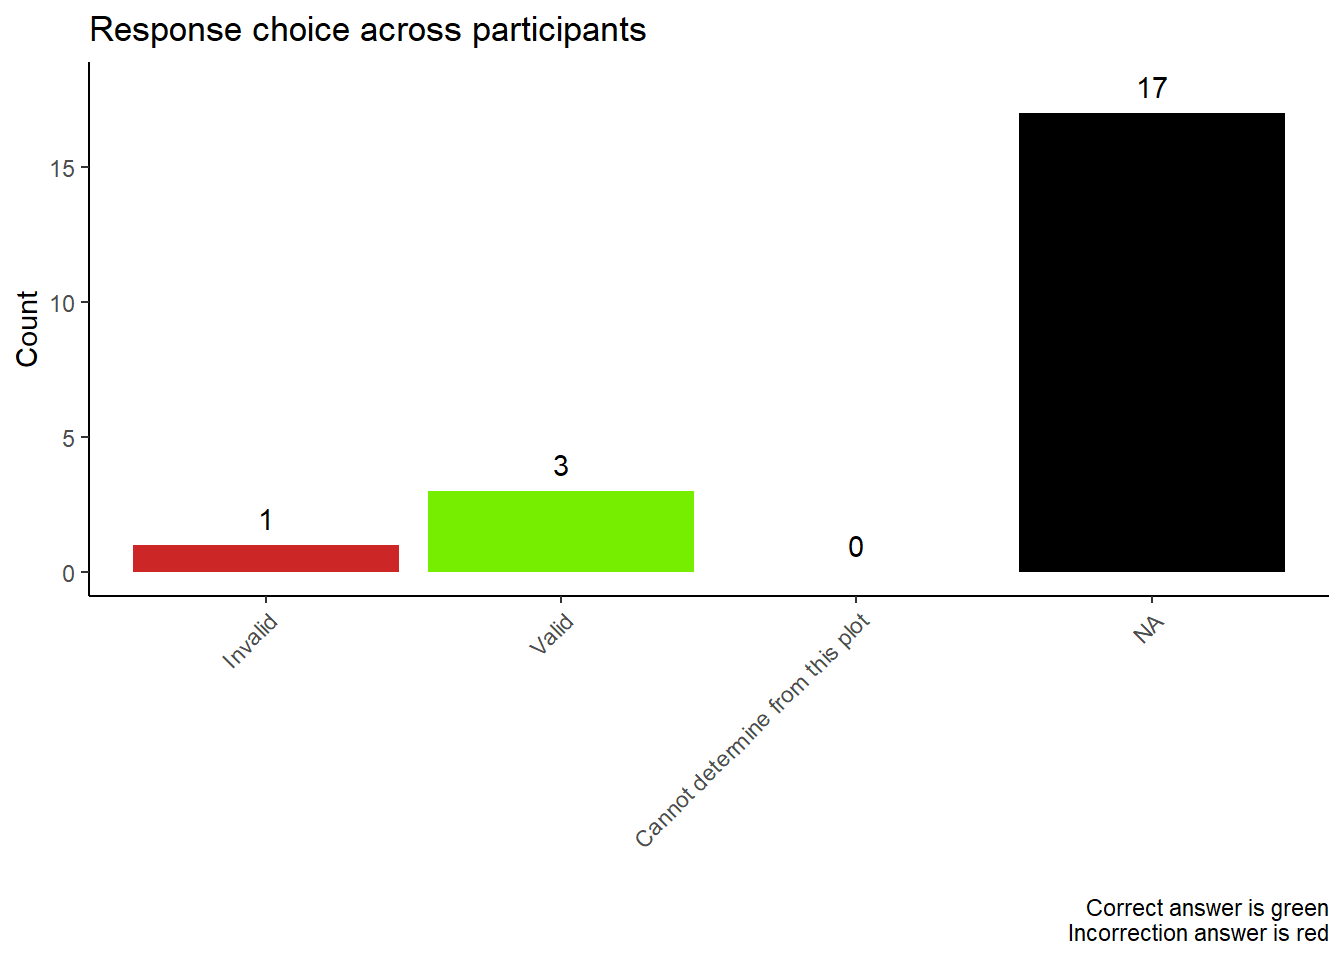 Response choice across participants
17
15
Count
10
5
3
1
0
0
Invalid
Valid
Cannot determine from this plot
NA
Correct answer is green
Incorrection answer is red